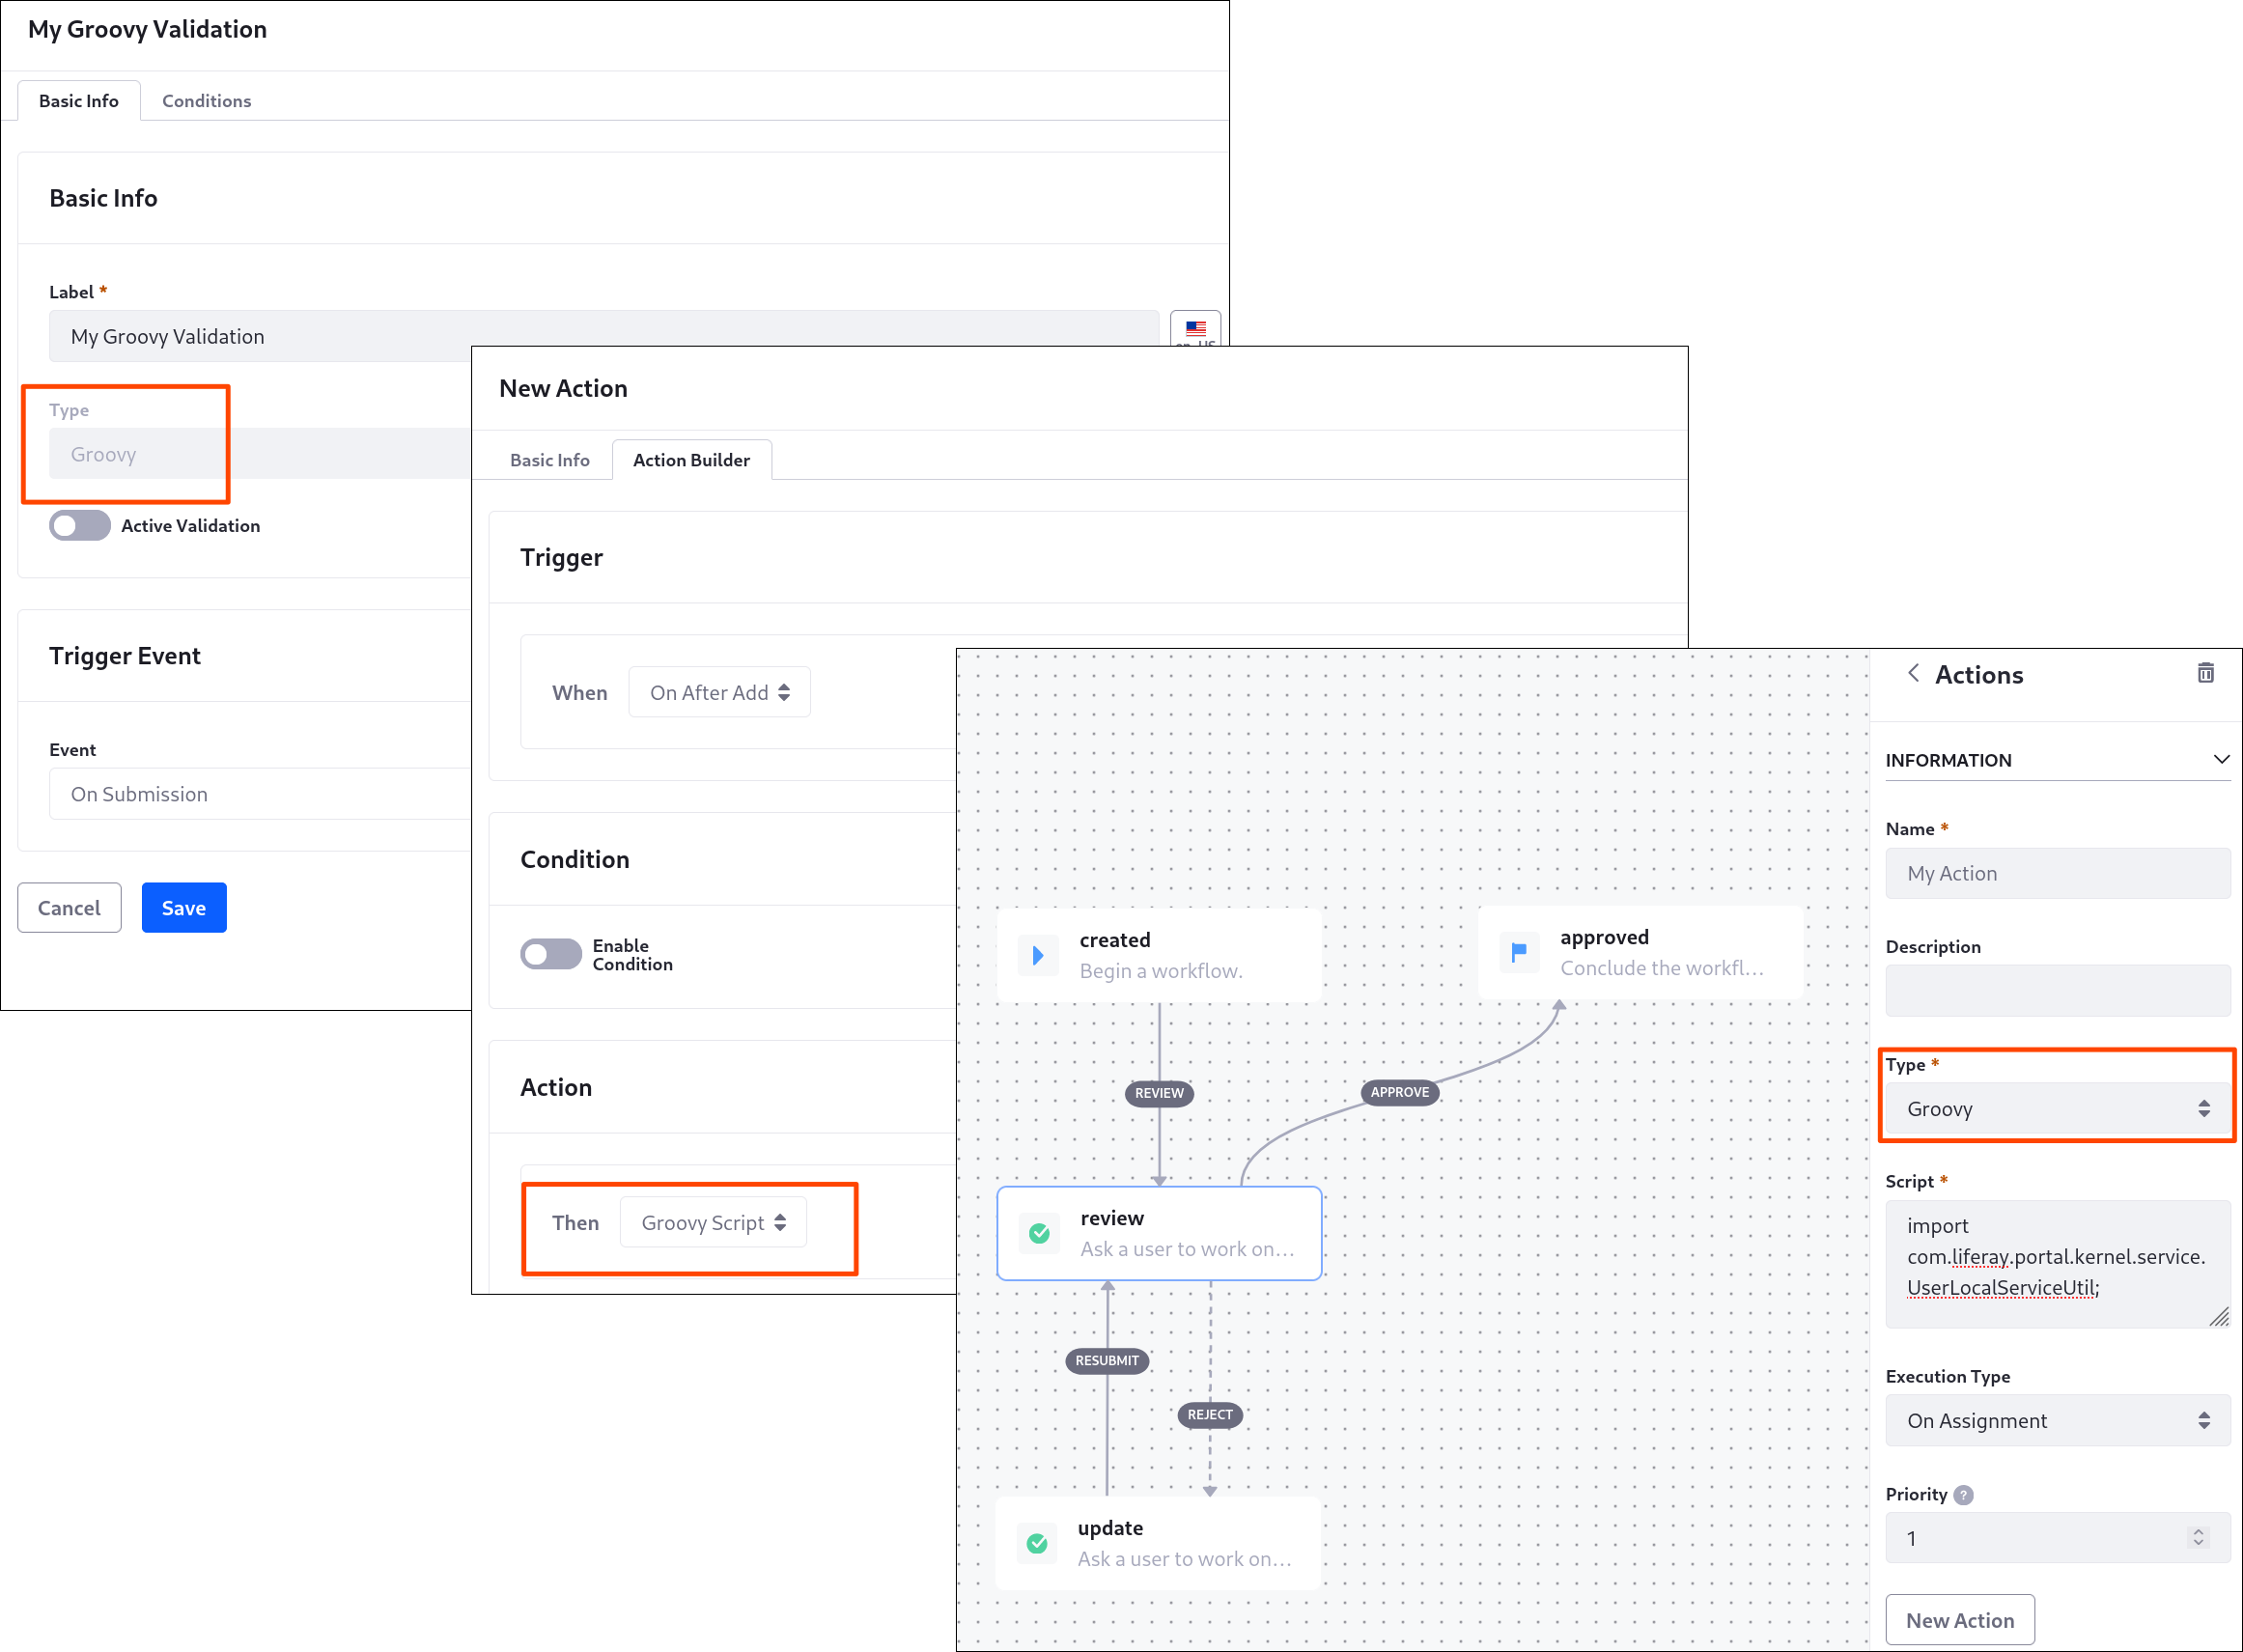 My Groovy Validation
Basic Info
Conditions
Basic Info
Label *
My Groovy Validation
Type
Groovy
Active Validation
Trigger Event
Event
On Submission
Cancel
Save
New Action
Basic Info
Action Builder
Trigger
When
On After Add
Condition
Enable
Condition
Action
Then
Groovy Script
created
Begin a workflow.
approved
Conclude the workfl...
REVIEW
APPROVE
review
Ask a user to work on...
RESUBMIT
REJECT
update
Ask a user to work on...
Actions
INFORMATION
Name *
My Action
Description
Type *
Groovy
Script *
import
com.liferay.portal.kernel.service.
UserLocalServiceUtil;
Execution Type
On Assignment
Priority ?
1
New Action